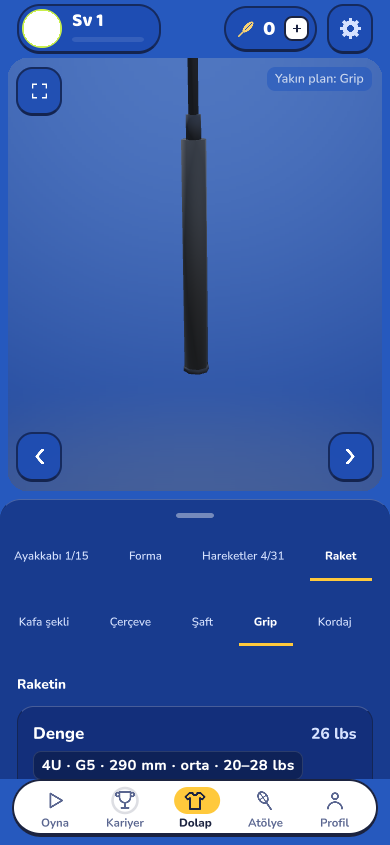 Sv 1
0 +
Yakın plan: Grip
Ayakkabı 1/15 Forma Hareketler 4/31 Raket
Kafa şekli Çerçeve Şaft Grip Kordaj
Raketin
Denge 26 lbs
4U · G5 · 290 mm · orta · 20–28 lbs
Oyna Kariyer Dolap Atölye Profil